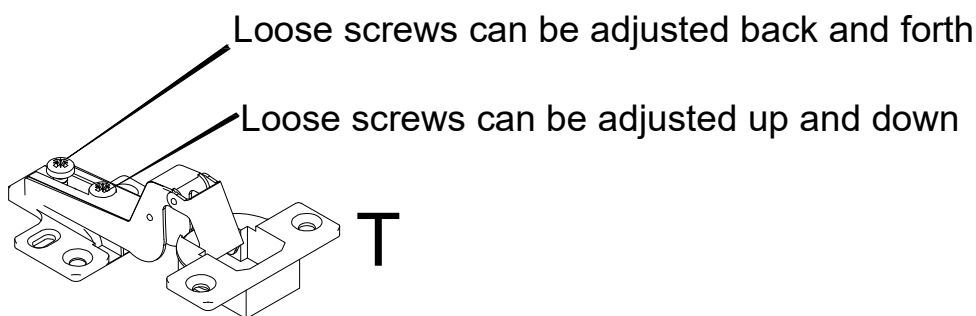 Loose screws can be adjusted back and forth
Loose screws can be adjusted up and down
T